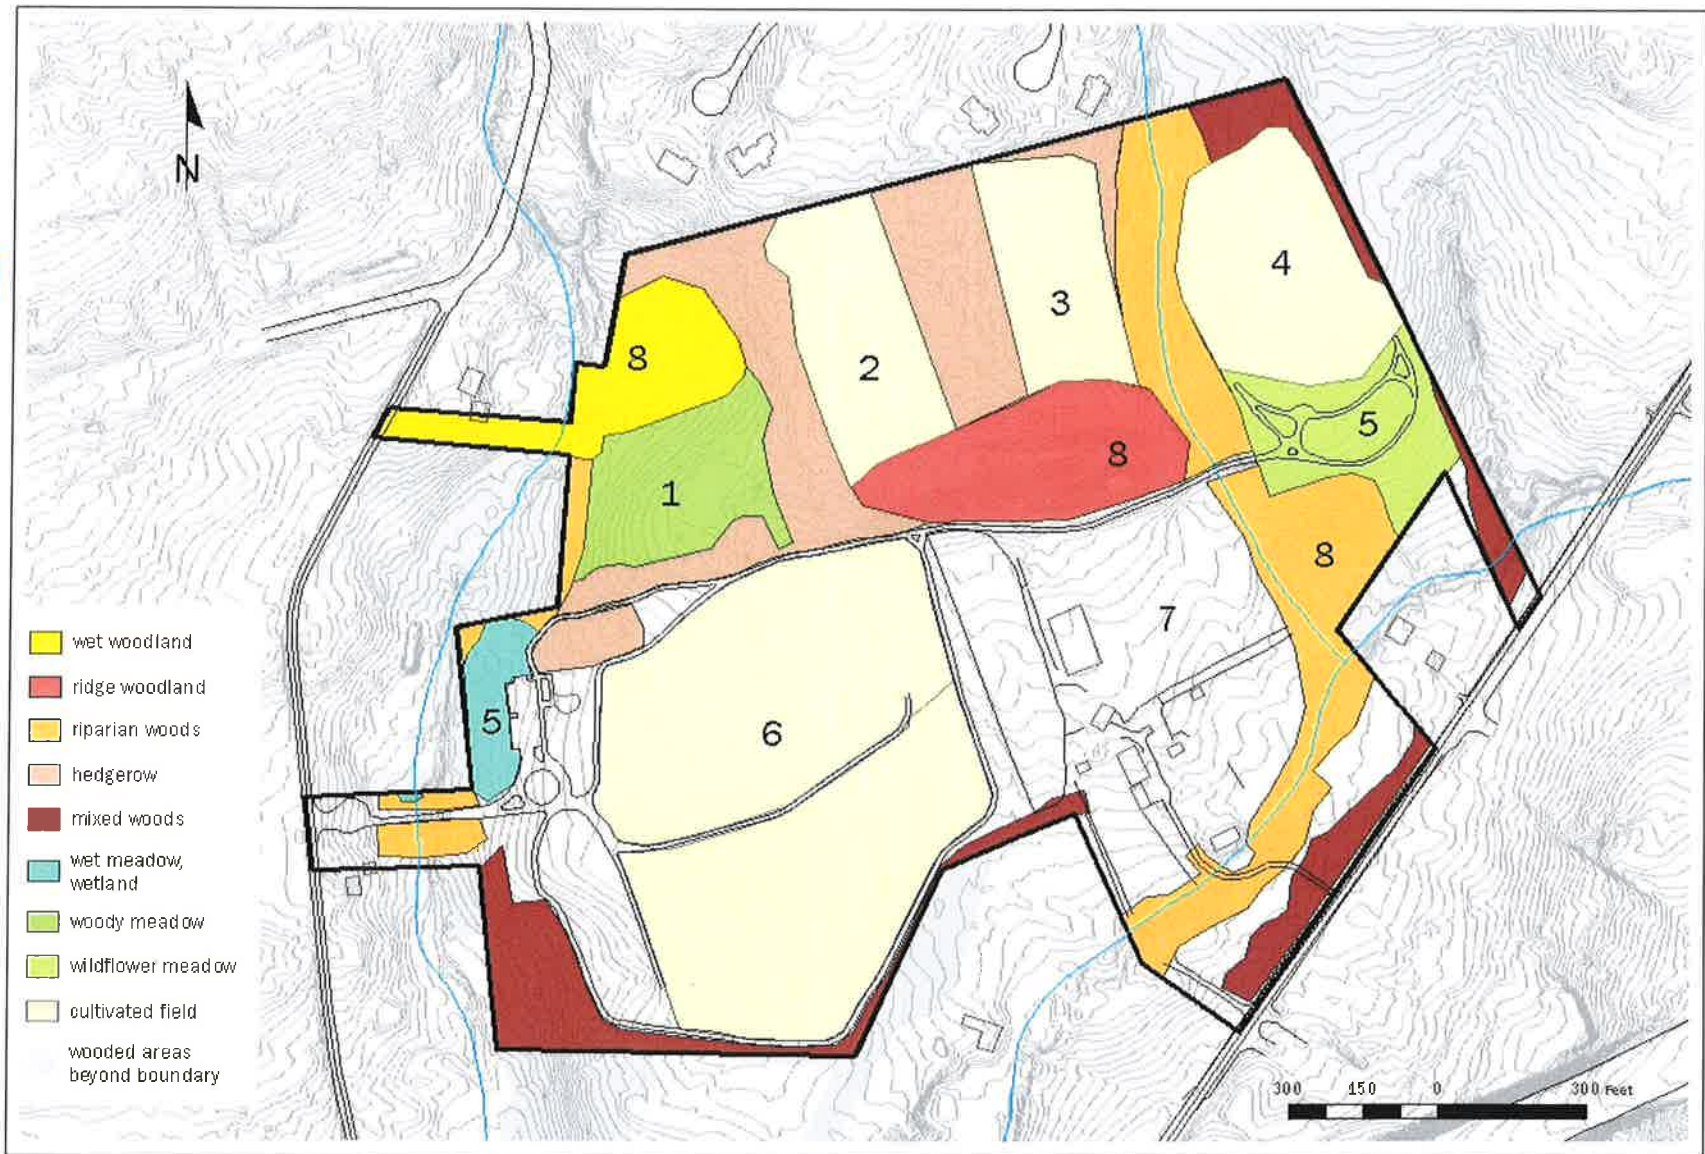 N
4
3
8
2
5
8
1
8
7
5
6
wet woodland
ridge woodland
riparian woods
hedgerow
mixed woods
wet meadow,
wetland
woody meadow
wildflower meadow
cultivated field
wooded areas
beyond boundary
300 150 0 300 Feet